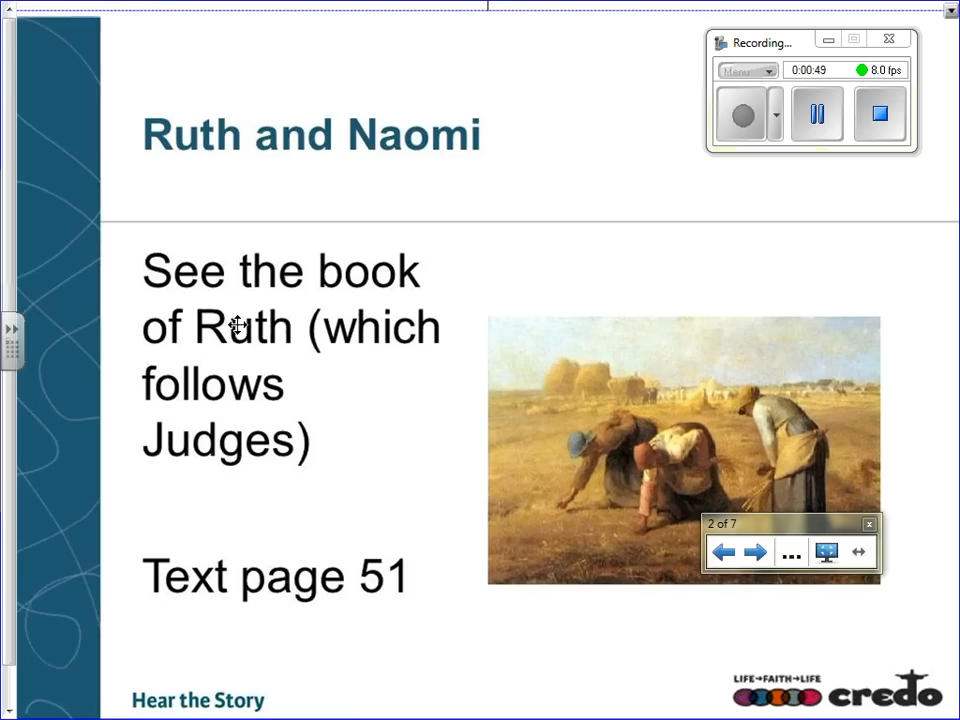 Recording...
Menu
0:00:49
8.0 fps
Ruth and Naomi
See the book
of Ruth (which
follows
Judges)
Text page 51
2 of 7
...
Hear the Story
LIFE→FAITH→LIFE
credo